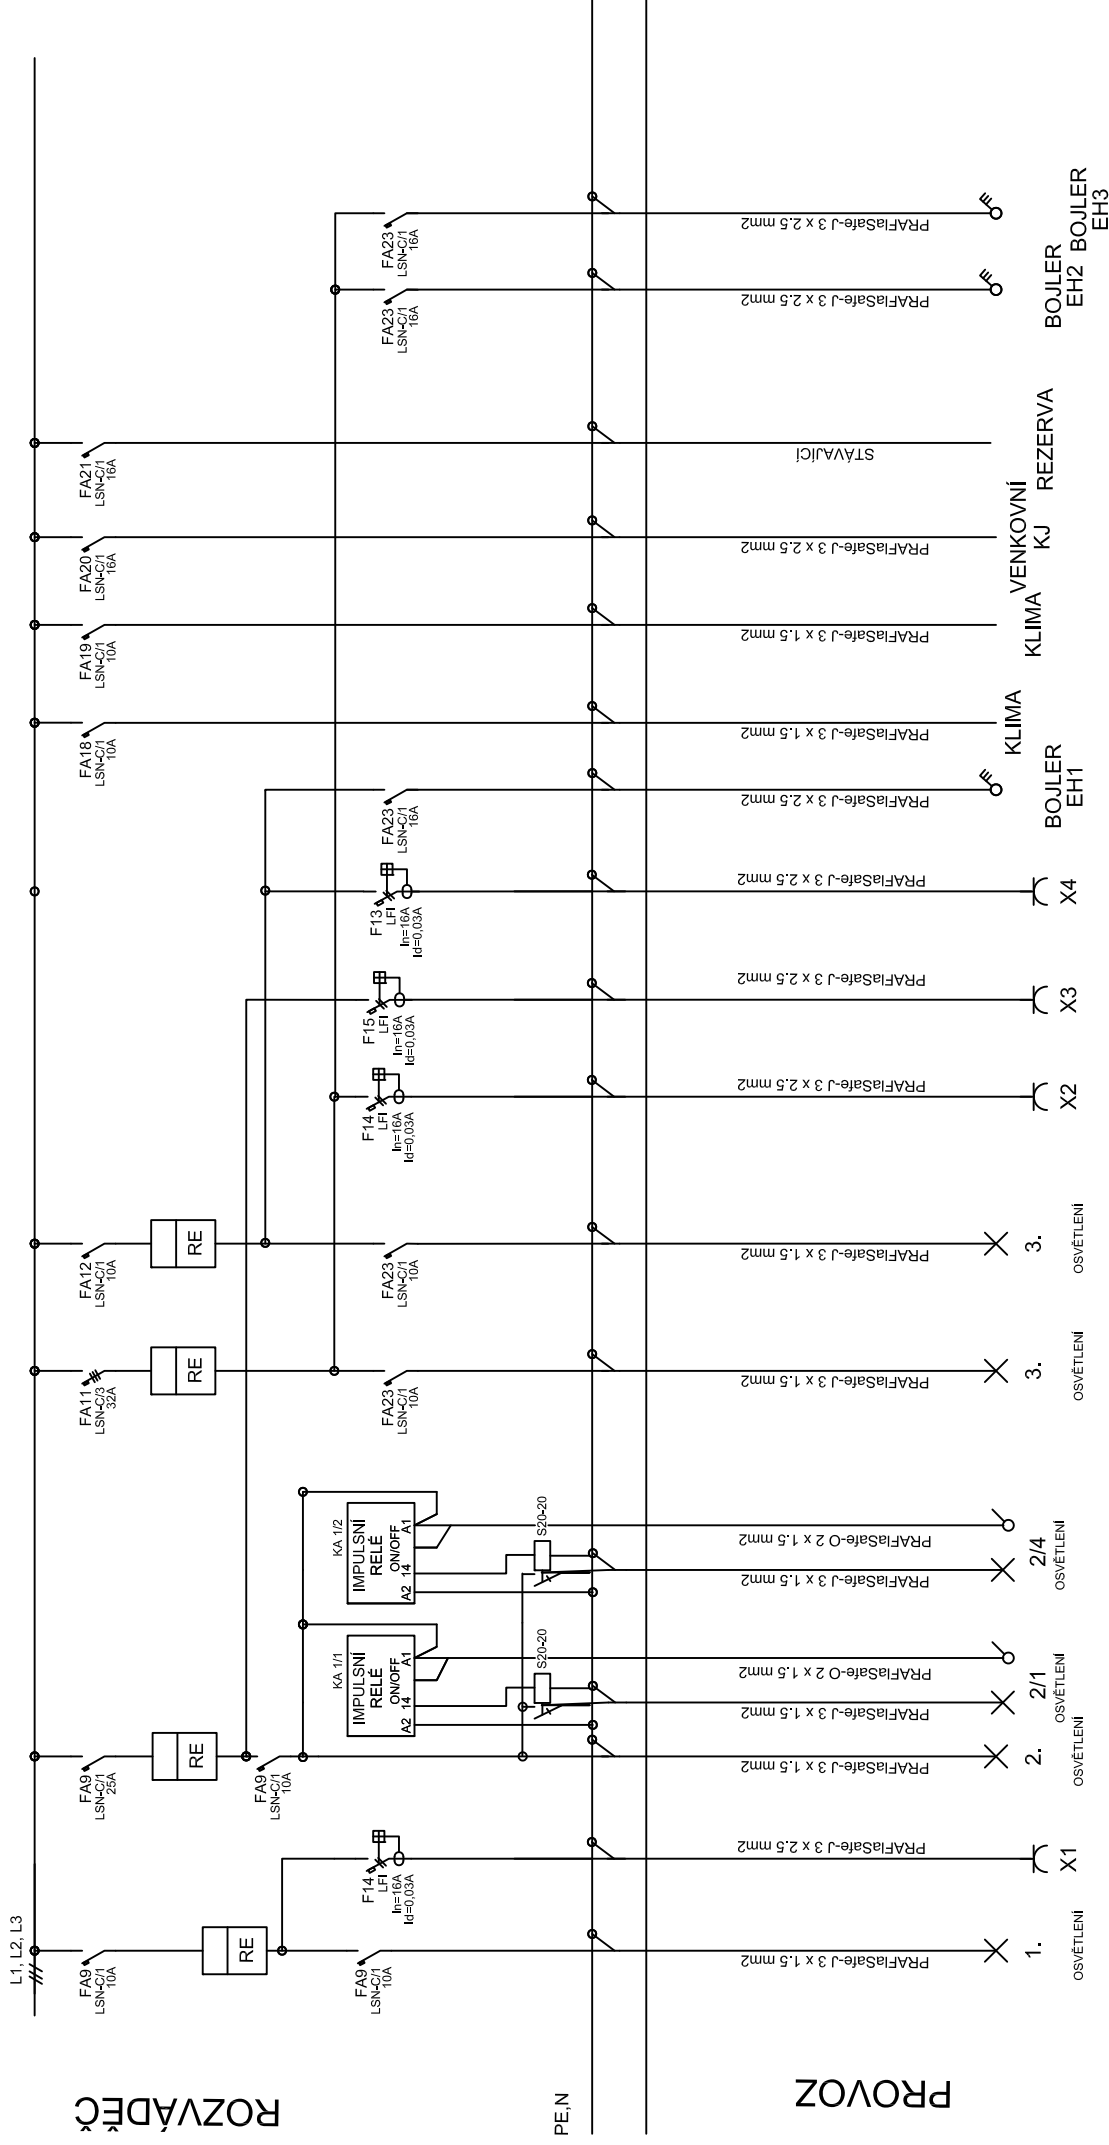 L1, L2, L3
ROZVÁDĚČ
PE,N
PROVOZ
FA9
LSN-C/1
10A
RE
FA9
LSN-C/1
10A
PRAFlaSafe-J 3 x 1.5 mm2
1.
OSVĚTLENÍ
F14
LFI
In=16A
Id=0,03A
PRAFlaSafe-J 3 x 2.5 mm2
X1
FA9
LSN-C/1
25A
RE
FA9
LSN-C/1
10A
PRAFlaSafe-J 3 x 1.5 mm2
2.
OSVĚTLENÍ
KA 1/1
IMPULSNÍ
RELÉ
ON/OFF
A2 14 A1
S20-20
PRAFlaSafe-J 3 x 1.5 mm2
PRAFlaSafe-O 2 x 1.5 mm2
2/1
OSVĚTLENÍ
KA 1/2
IMPULSNÍ
RELÉ
ON/OFF
A2 14 A1
S20-20
PRAFlaSafe-J 3 x 1.5 mm2
PRAFlaSafe-O 2 x 1.5 mm2
2/4
OSVĚTLENÍ
FA11
LSN-C/3
32A
RE
FA23
LSN-C/1
10A
PRAFlaSafe-J 3 x 1.5 mm2
3.
OSVĚTLENÍ
FA12
LSN-C/1
10A
RE
FA23
LSN-C/1
10A
PRAFlaSafe-J 3 x 1.5 mm2
3.
OSVĚTLENÍ
F14
LFI
In=16A
Id=0,03A
PRAFlaSafe-J 3 x 2.5 mm2
X2
F15
LFI
In=16A
Id=0,03A
PRAFlaSafe-J 3 x 2.5 mm2
X3
F13
LFI
In=16A
Id=0,03A
PRAFlaSafe-J 3 x 2.5 mm2
X4
FA23
LSN-C/1
16A
PRAFlaSafe-J 3 x 2.5 mm2
BOJLER
EH1
FA18
LSN-C/1
10A
PRAFlaSafe-J 3 x 1.5 mm2
KLIMA
FA19
LSN-C/1
10A
PRAFlaSafe-J 3 x 1.5 mm2
KLIMA
FA20
LSN-C/1
16A
PRAFlaSafe-J 3 x 2.5 mm2
VENKOVNÍ
KJ
FA21
LSN-C/1
16A
STÁVAJÍCÍ
REZERVA
FA23
LSN-C/1
16A
PRAFlaSafe-J 3 x 2.5 mm2
BOJLER
EH2
FA23
LSN-C/1
16A
PRAFlaSafe-J 3 x 2.5 mm2
BOJLER
EH3